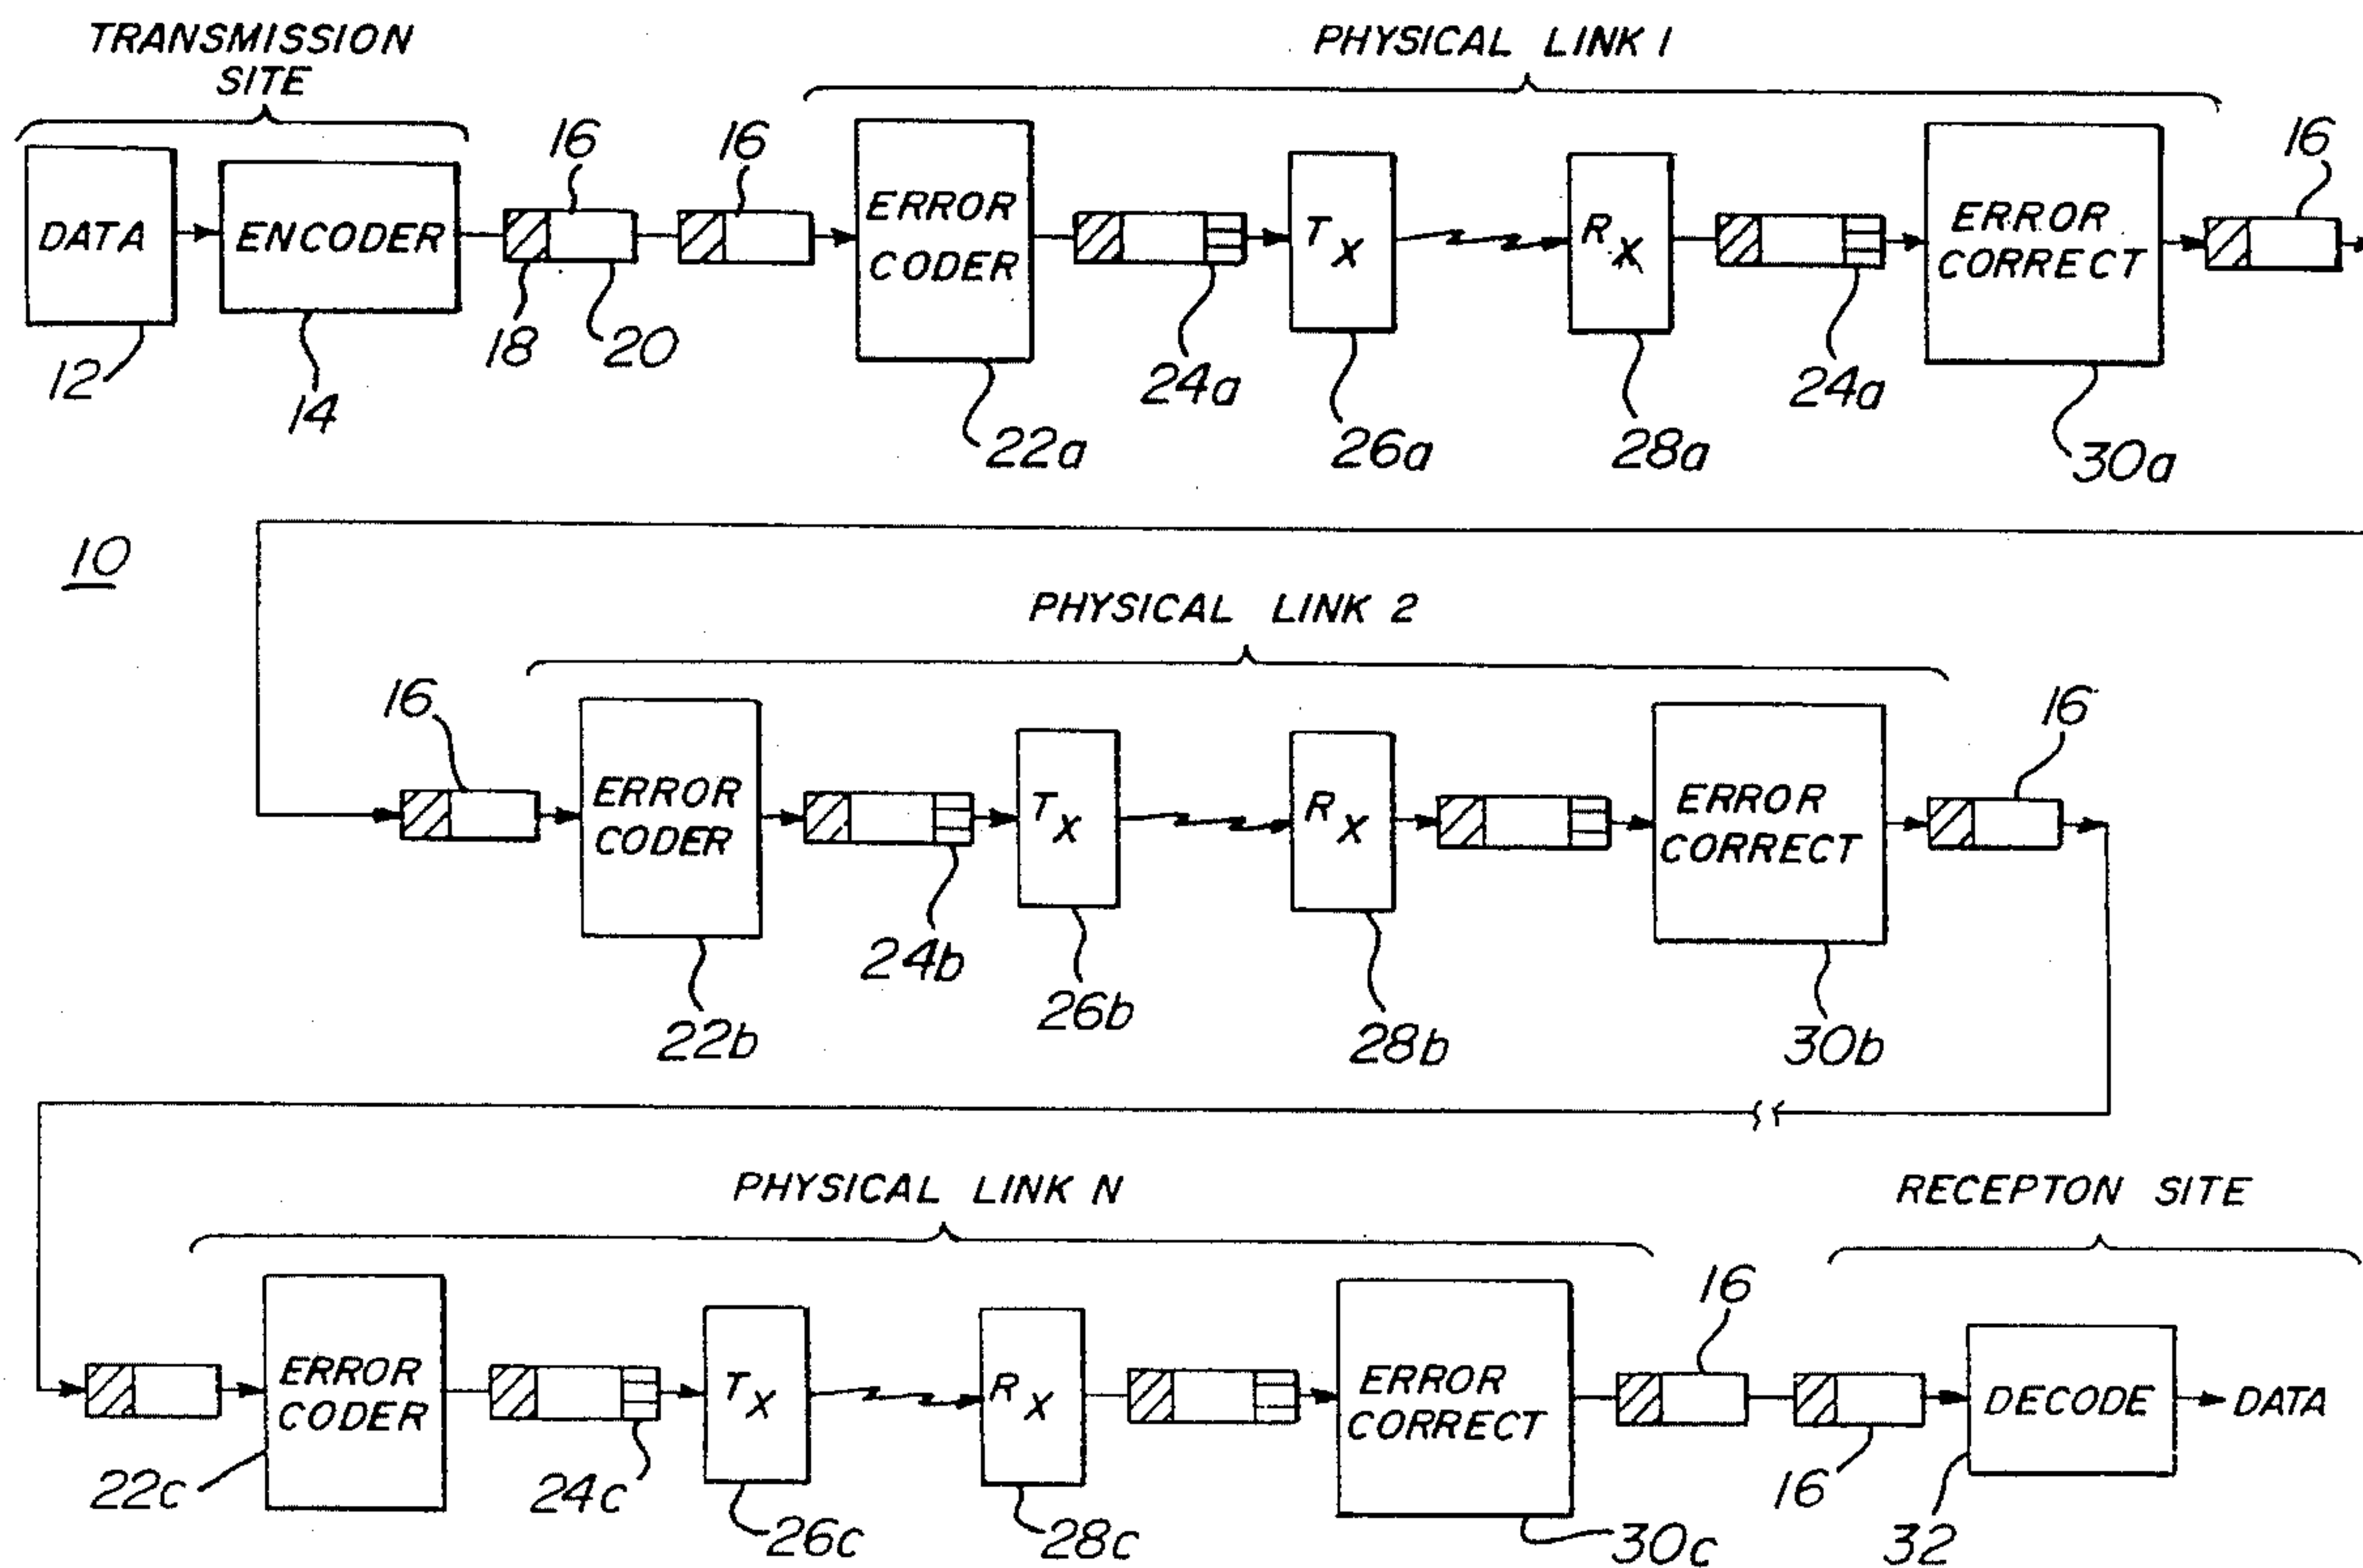 TRANSMISSION
SITE
PHYSICAL LINK 1
16
16
16
DATA
ENCODER
ERROR
CODER
TX
RX
ERROR
CORRECT
12
14
18
20
22a
24a
26a
28a
24a
30a
10
PHYSICAL LINK 2
16
16
ERROR
CODER
TX
RX
ERROR
CORRECT
22b
24b
26b
28b
30b
PHYSICAL LINK N
RECEPTON SITE
16
ERROR
CODER
TX
RX
ERROR
CORRECT
DECODE
DATA
22c
24c
26c
28c
30c
16
32